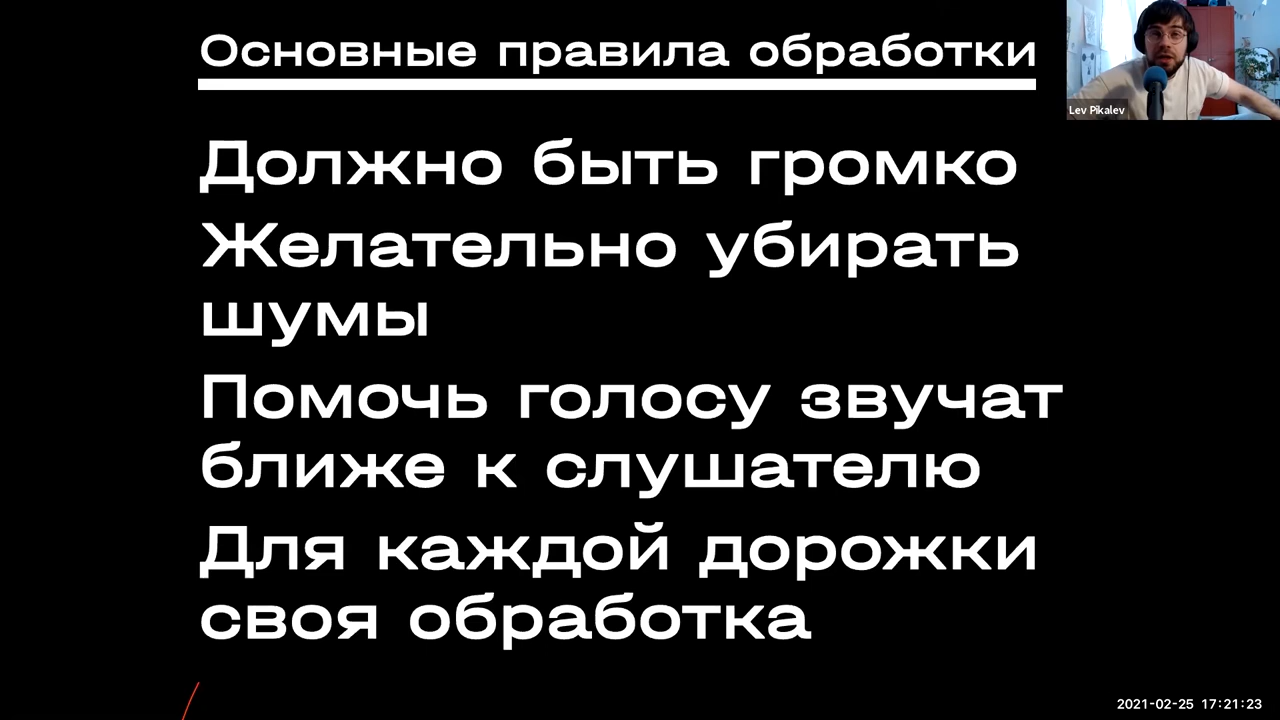 Основные правила обработки
Lev Pikalev
Должно быть громко
Желательно убирать
шумы
Помочь голосу звучат
ближе к слушателю
Для каждой дорожки
своя обработка
2021-02-25 17:21:23